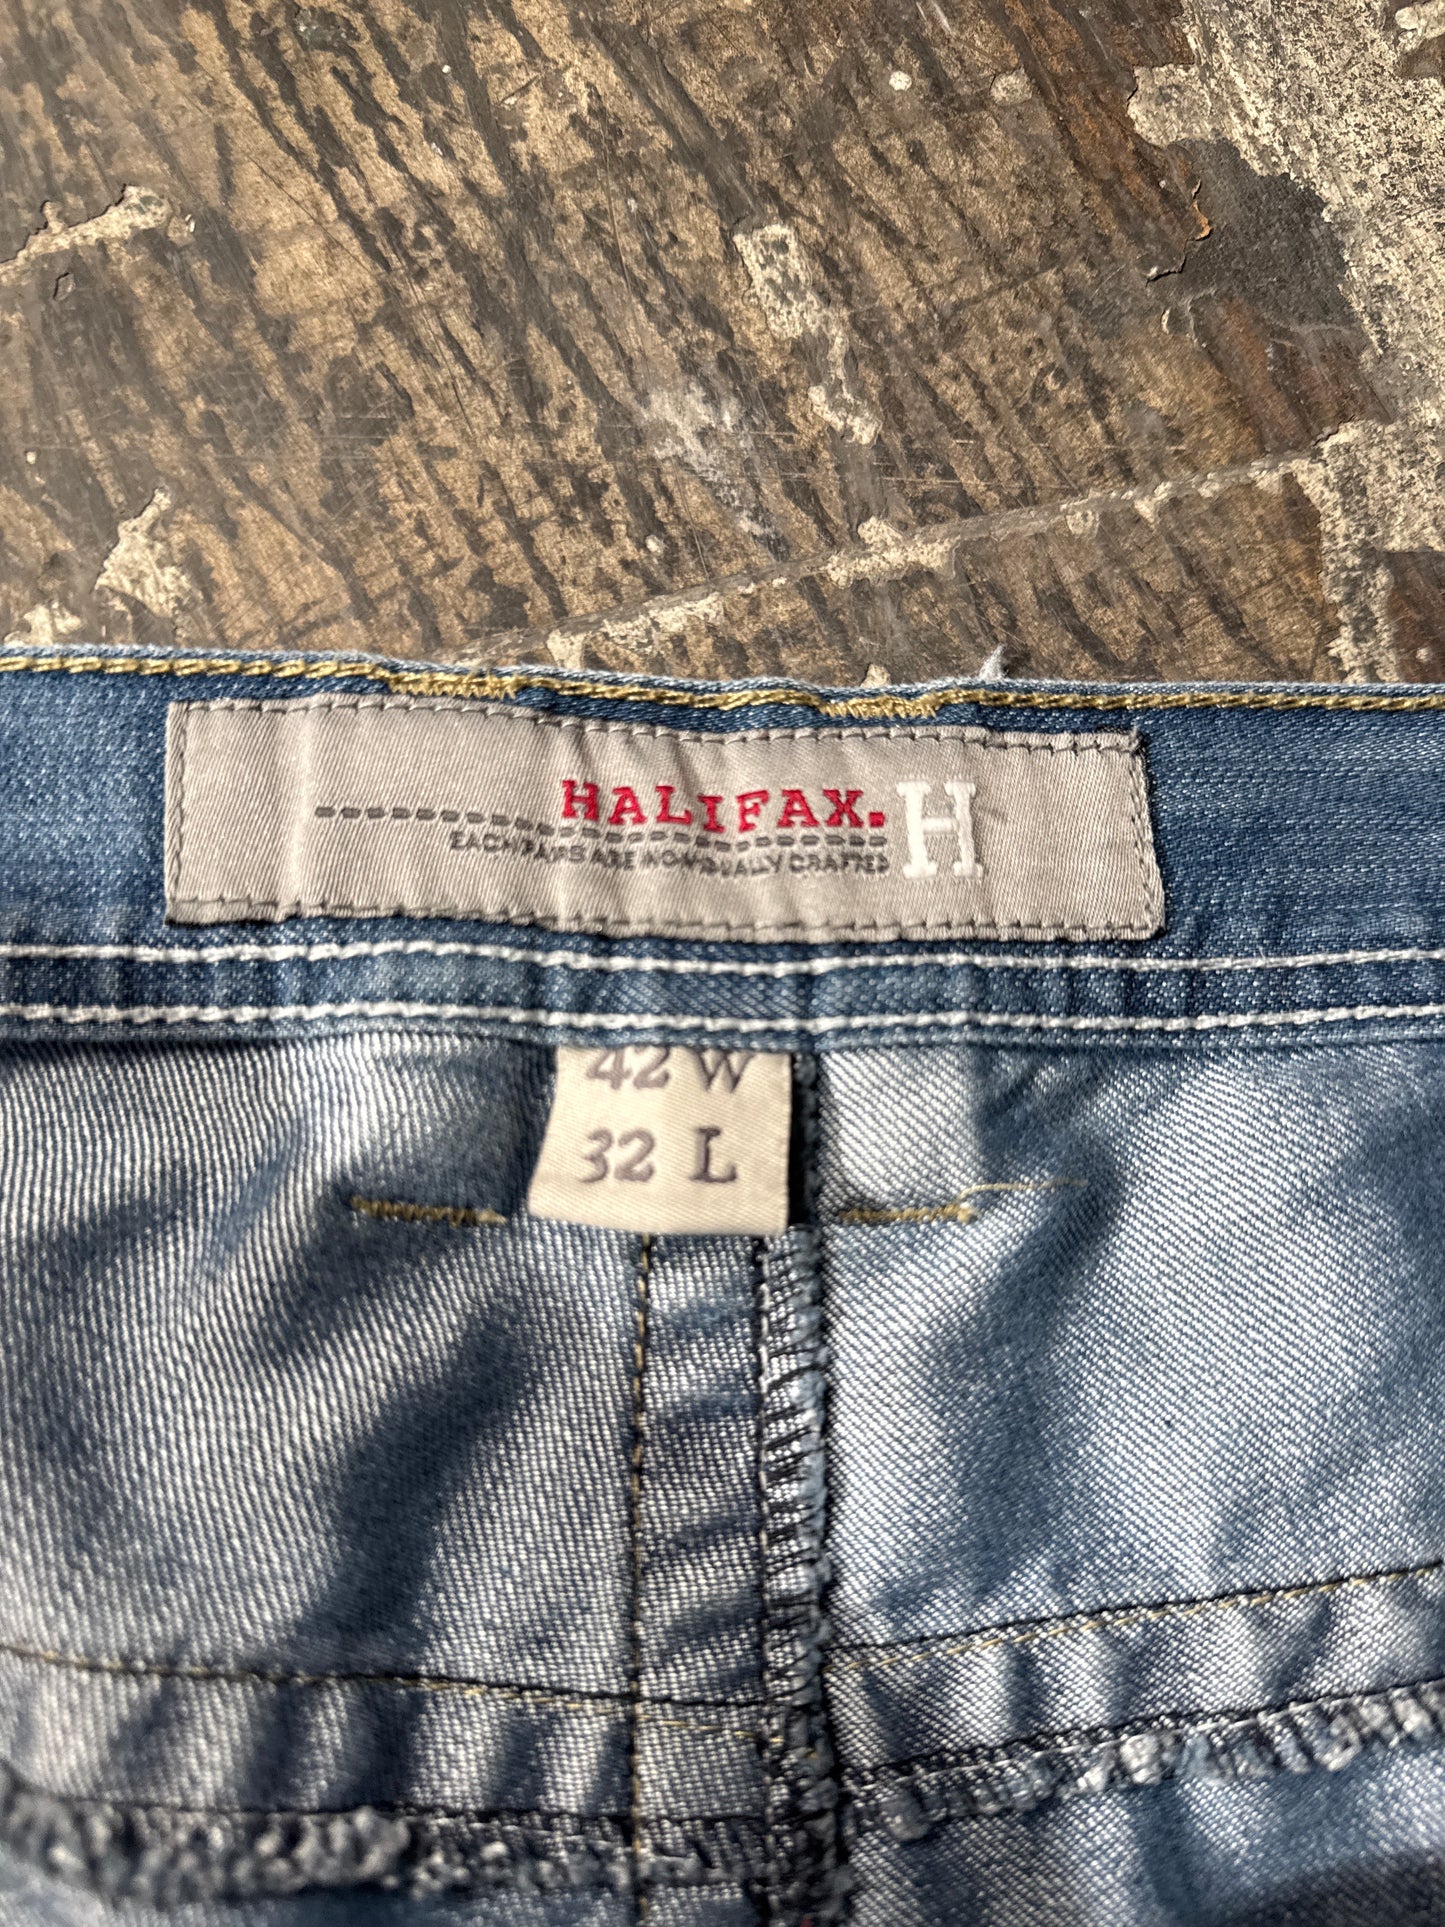 HALIFAX.
H
EACH PAIRS ARE INDIVIDUALLY CRAFTED
42 W
32 L